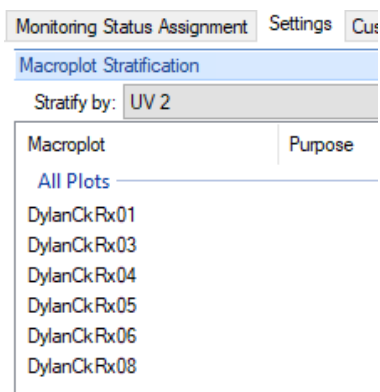 Monitoring Status Assignment Settings Cus
Macroplot Stratification
Stratify by: UV 2
Macroplot Purpose
All Plots
DylanCkRx01
DylanCkRx03
DylanCkRx04
DylanCkRx05
DylanCkRx06
DylanCkRx08